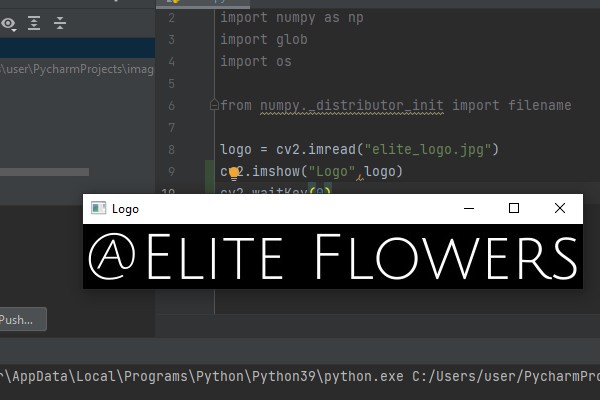 2 import numpy as np
3 import glob
4 import os
5
\user\PycharmProjects\imag
6 from numpy._distributor_init import filename
7
8 logo = cv2.imread("elite_logo.jpg")
9 cv2.imshow("Logo",logo)
10 cv2.waitKey(0)
Logo
@ELITE FLOWERS
Push...
r\AppData\Local\Programs\Python\Python39\python.exe C:/Users/user/PycharmPro